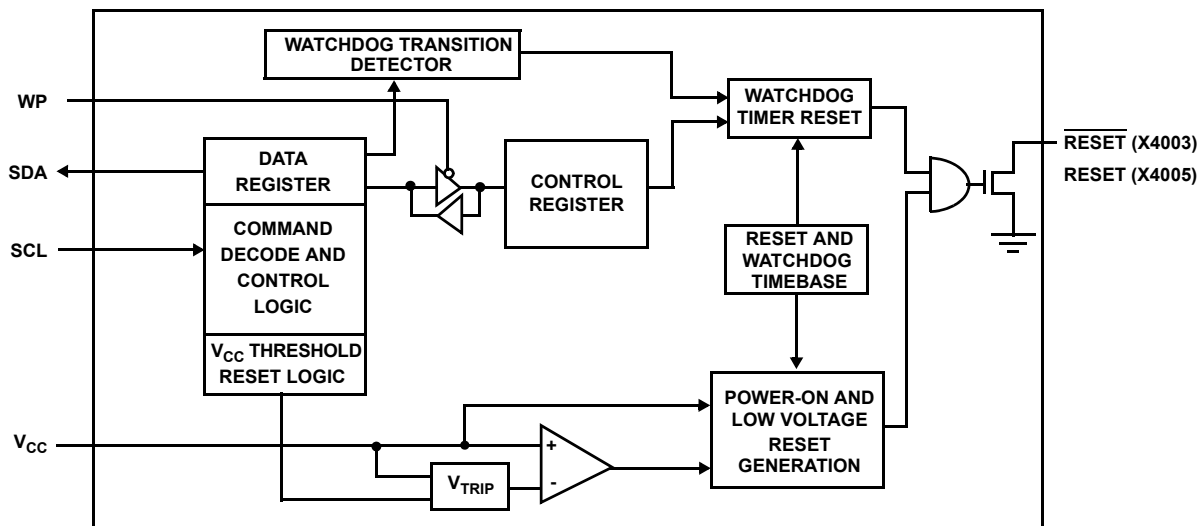 WATCHDOG TRANSITION
DETECTOR
WP
WATCHDOG
TIMER RESET
RESET (X4003)
RESET (X4005)
SDA
DATA
REGISTER
CONTROL
REGISTER
SCL
COMMAND
DECODE AND
CONTROL
LOGIC
RESET AND
WATCHDOG
TIMEBASE
VCC THRESHOLD
RESET LOGIC
POWER-ON AND
LOW VOLTAGE
RESET
GENERATION
VCC
+
-
VTRIP